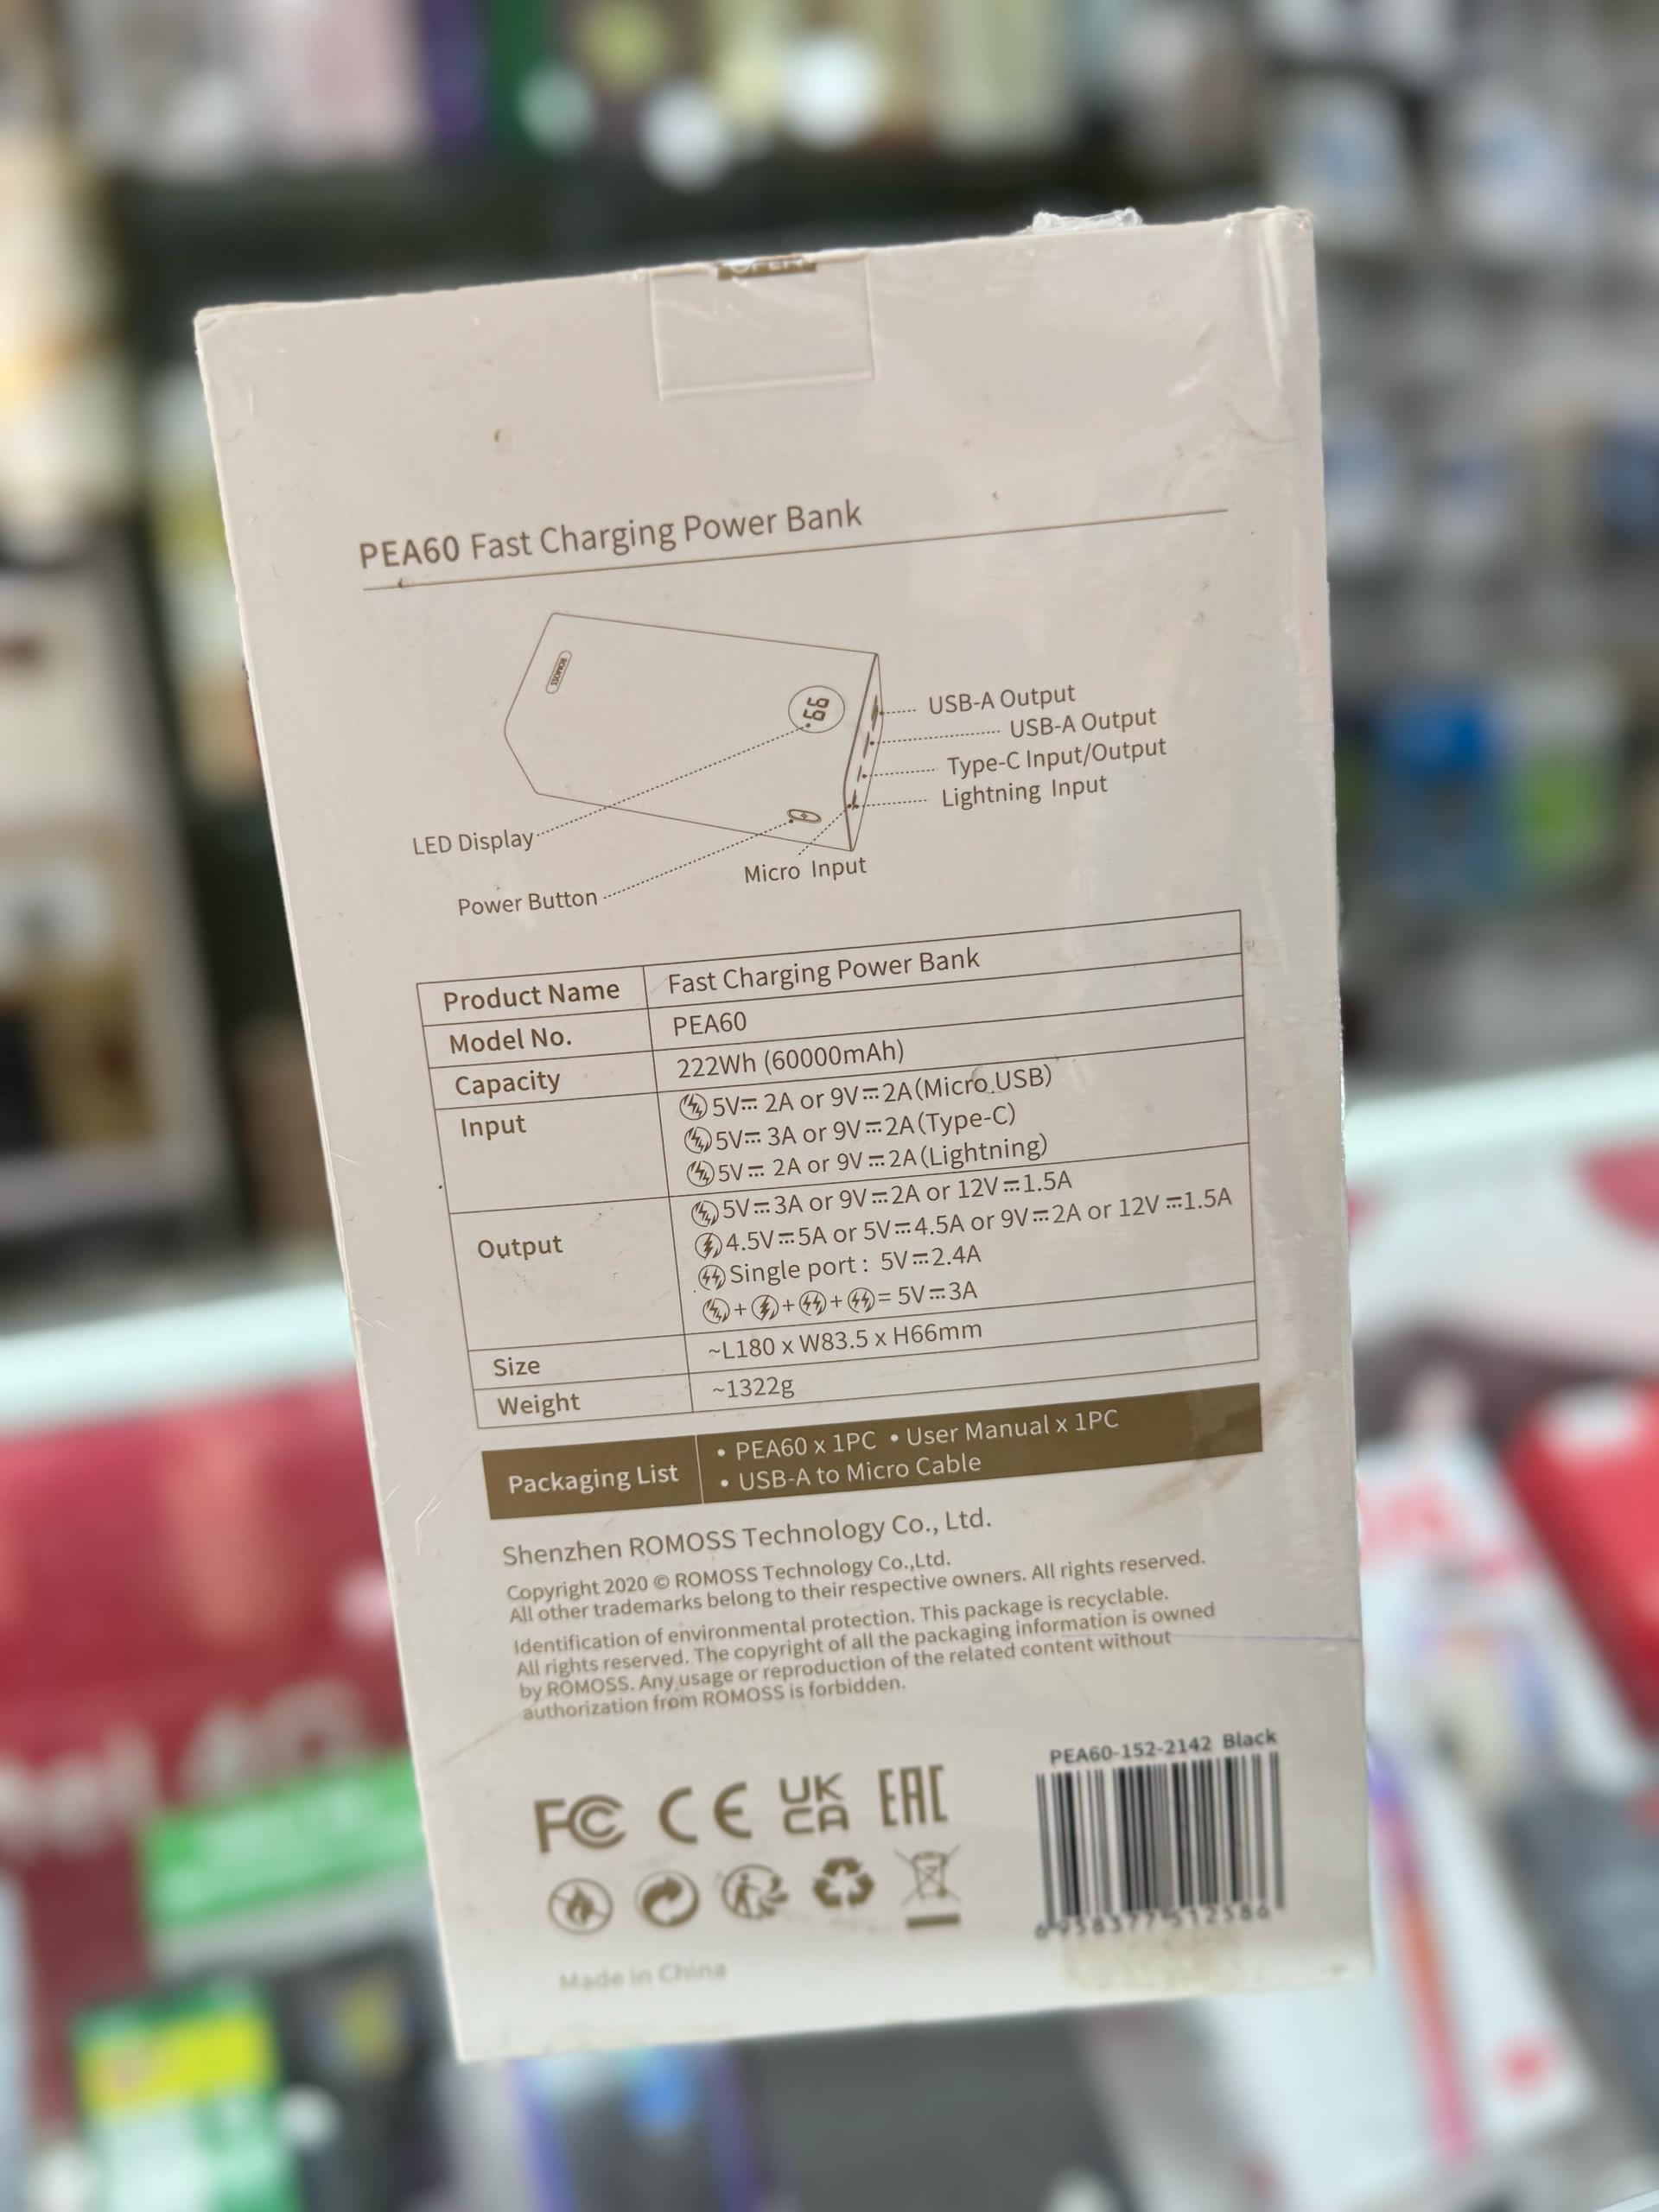 OPEN
PEA60 Fast Charging Power Bank
ROMOSS
99
USB-A Output
USB-A Output
Type-C Input/Output
Lightning Input
LED Display
Micro Input
Power Button
Product Name Fast Charging Power Bank
Model No. PEA60
Capacity 222Wh (60000mAh)
Input 5V⎓2A or 9V⎓2A(Micro USB)
5V⎓3A or 9V⎓2A(Type-C)
5V⎓2A or 9V⎓2A(Lightning)
Output 5V⎓3A or 9V⎓2A or 12V⎓1.5A
4.5V⎓5A or 5V⎓4.5A or 9V⎓2A or 12V⎓1.5A
Single port: 5V⎓2.4A
+ + + = 5V⎓3A
Size ~L180 x W83.5 x H66mm
Weight ~1322g
Packaging List • PEA60 x 1PC • User Manual x 1PC
• USB-A to Micro Cable
Shenzhen ROMOSS Technology Co., Ltd.
Copyright 2020 © ROMOSS Technology Co.,Ltd.
All other trademarks belong to their respective owners. All rights reserved.
Identification of environmental protection. This package is recyclable.
All rights reserved. The copyright of all the packaging information is owned
by ROMOSS. Any usage or reproduction of the related content without
authorization from ROMOSS is forbidden.
PEA60-152-2142 Black
FC CE UK CA EAC
6958377512586
Made in China